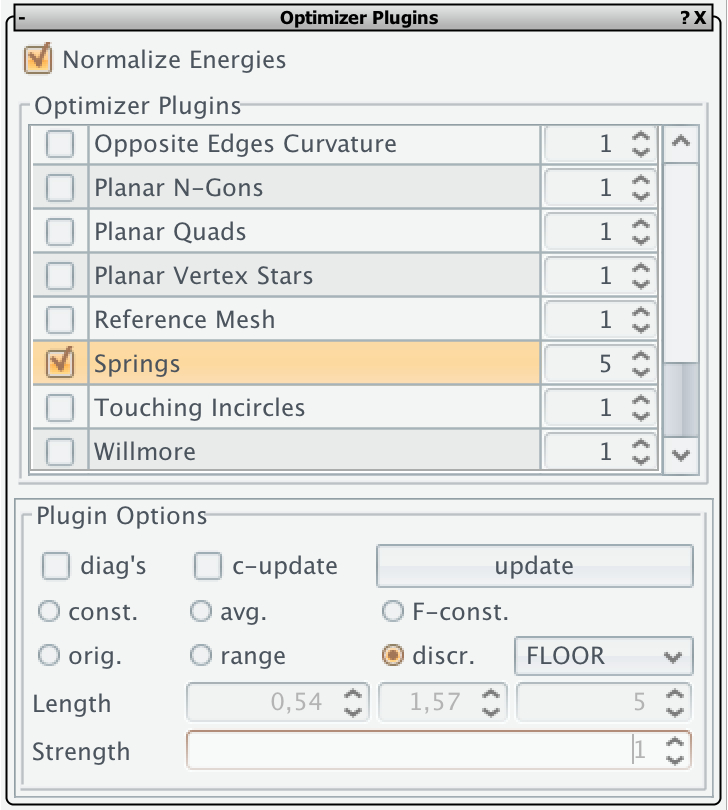 - Optimizer Plugins ? X
Normalize Energies
Optimizer Plugins
Opposite Edges Curvature 1
Planar N-Gons 1
Planar Quads 1
Planar Vertex Stars 1
Reference Mesh 1
Springs 5
Touching Incircles 1
Willmore 1
Plugin Options
diag's c-update update
const. avg. F-const.
orig. range discr. FLOOR
Length 0,54 1,57 5
Strength 1